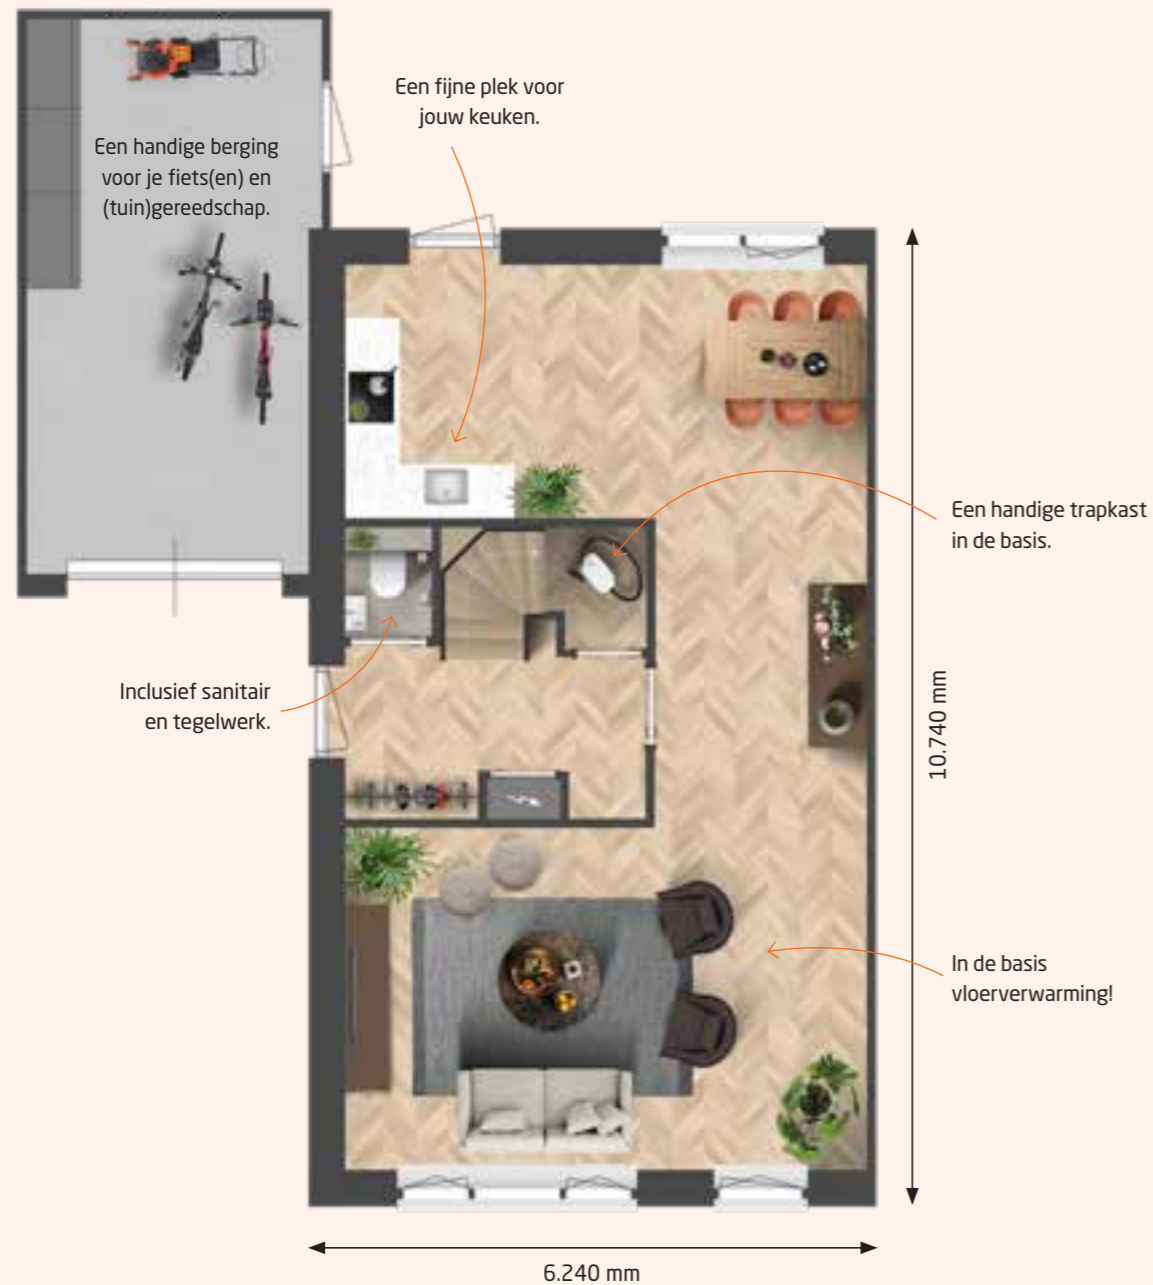 Een fijne plek voor
jouw keuken.
Een handige berging
voor je fiets(en) en
(tuin)gereedschap.
Een handige trapkast
in de basis.
Inclusief sanitair
en tegelwerk.
10.740 mm
In de basis
vloerverwarming!
6.240 mm